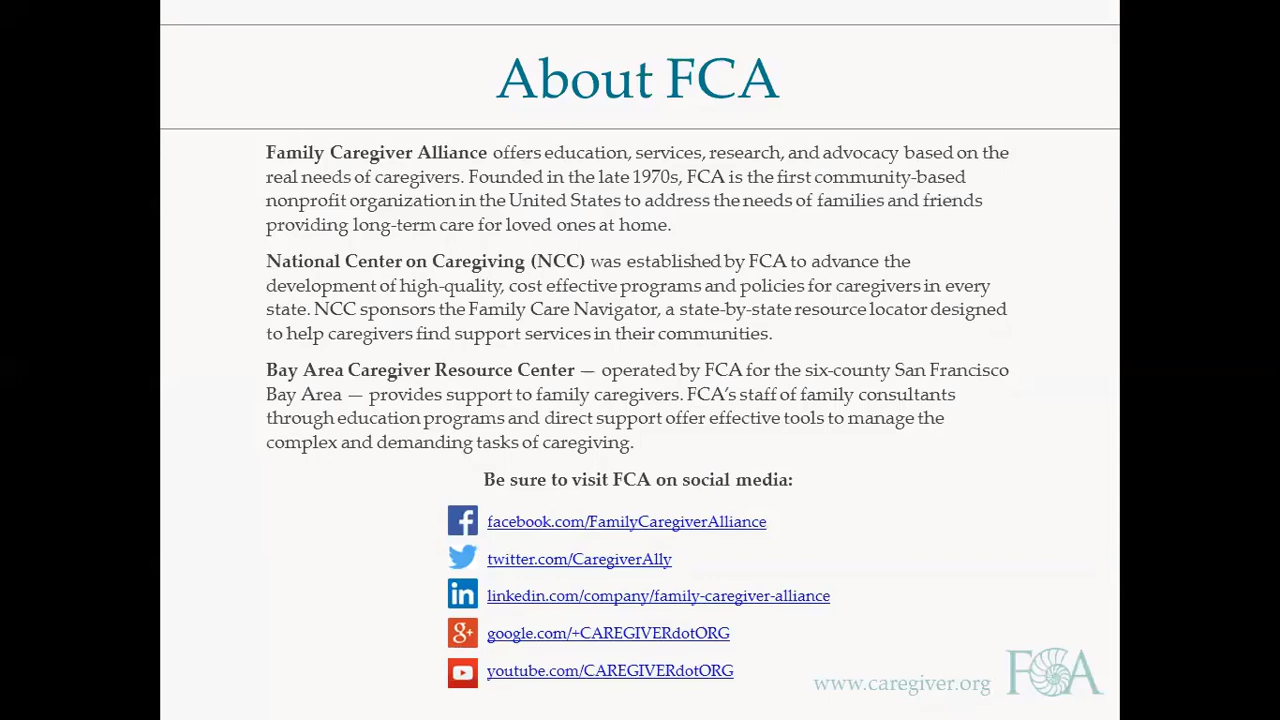 About FCA
Family Caregiver Alliance offers education, services, research, and advocacy based on the
real needs of caregivers. Founded in the late 1970s, FCA is the first community-based
nonprofit organization in the United States to address the needs of families and friends
providing long-term care for loved ones at home.
National Center on Caregiving (NCC) was established by FCA to advance the
development of high-quality, cost effective programs and policies for caregivers in every
state. NCC sponsors the Family Care Navigator, a state-by-state resource locator designed
to help caregivers find support services in their communities.
Bay Area Caregiver Resource Center — operated by FCA for the six-county San Francisco
Bay Area — provides support to family caregivers. FCA's staff of family consultants
through education programs and direct support offer effective tools to manage the
complex and demanding tasks of caregiving.
Be sure to visit FCA on social media:
f facebook.com/FamilyCaregiverAlliance
twitter.com/CaregiverAlly
in linkedin.com/company/family-caregiver-alliance
g+ google.com/+CAREGIVERdotORG
youtube.com/CAREGIVERdotORG
www.caregiver.org FCA